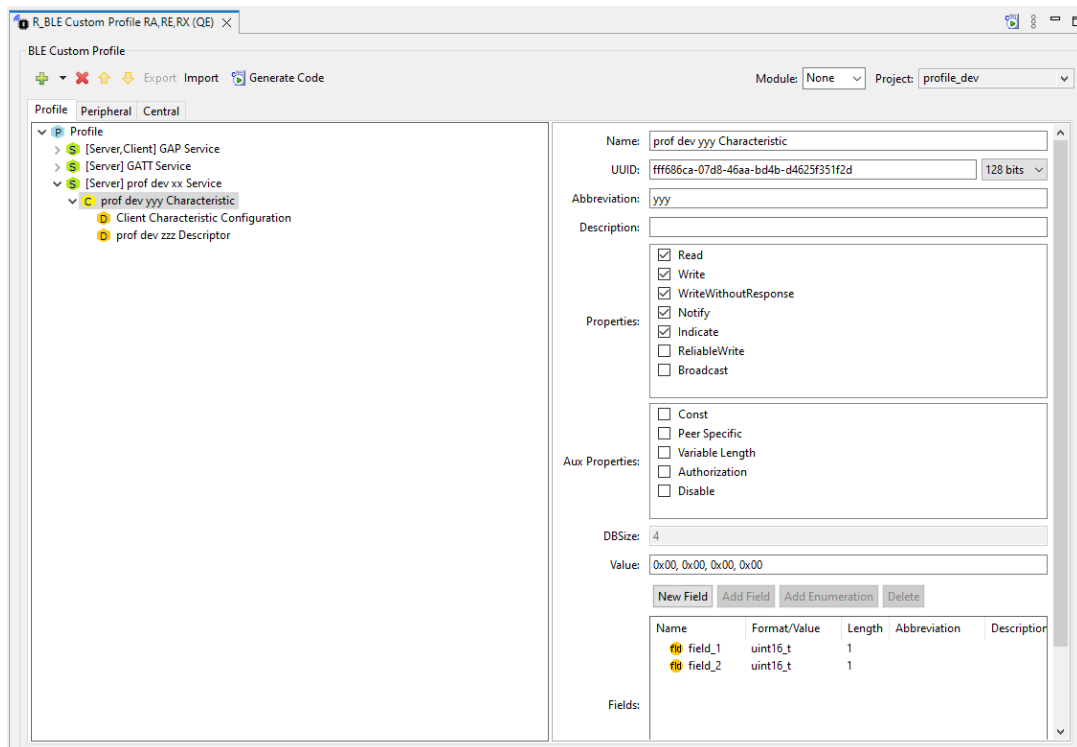 R_BLE Custom Profile RA,RE,RX (QE)
BLE Custom Profile
Export Import Generate Code Module: None Project: profile_dev
Profile Peripheral Central
P Profile
S [Server,Client] GAP Service
S [Server] GATT Service
S [Server] prof dev xx Service
C prof dev yyy Characteristic
D Client Characteristic Configuration
D prof dev zzz Descriptor
Name: prof dev yyy Characteristic
UUID: fff686ca-07d8-46aa-bd4b-d4625f351f2d 128 bits
Abbreviation: yyy
Description:
Properties:
Read
Write
WriteWithoutResponse
Notify
Indicate
ReliableWrite
Broadcast
Aux Properties:
Const
Peer Specific
Variable Length
Authorization
Disable
DBSize: 4
Value: 0x00, 0x00, 0x00, 0x00
New Field Add Field Add Enumeration Delete
Fields:
Name Format/Value Length Abbreviation Description
fld field_1 uint16_t 1
fld field_2 uint16_t 1